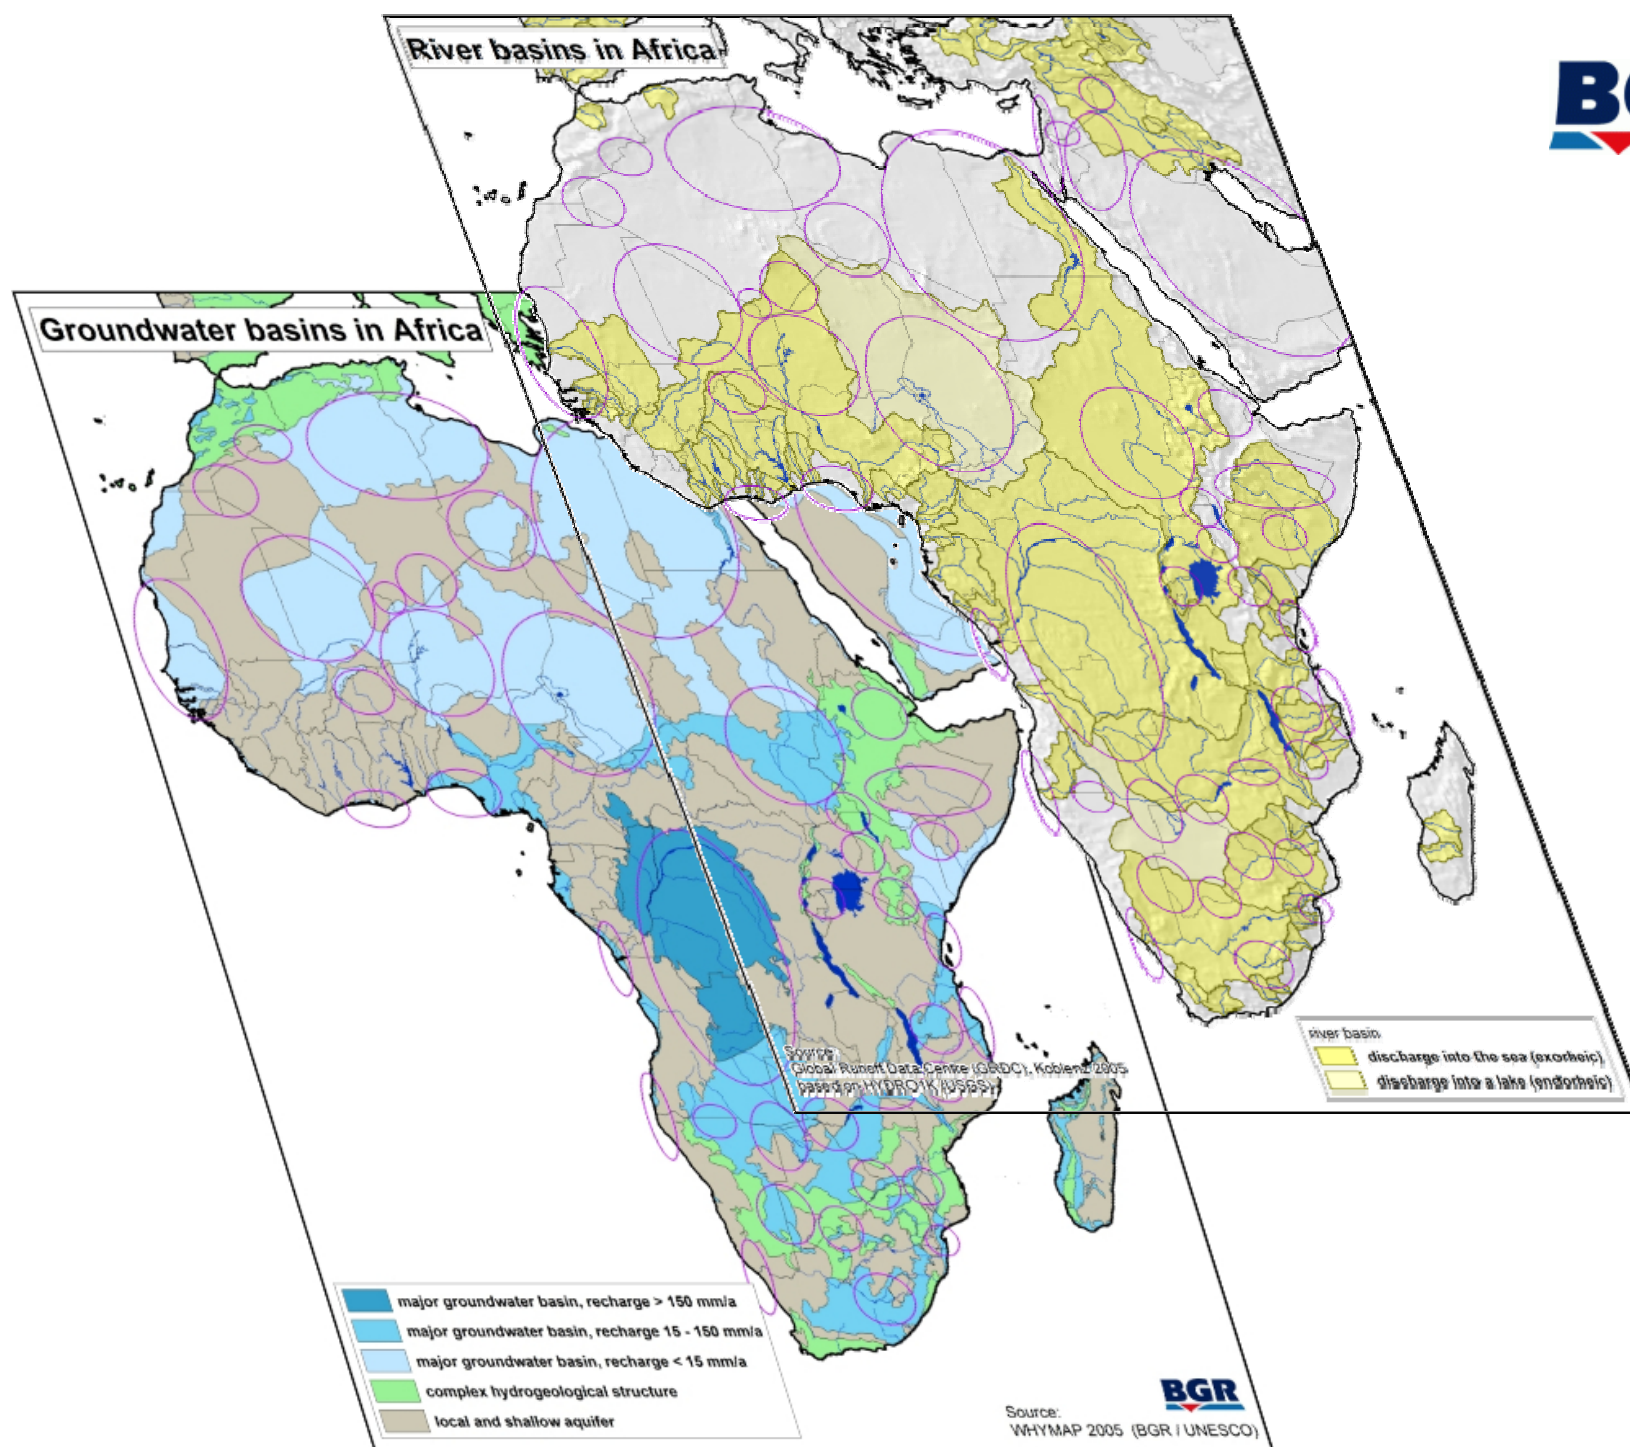 River basins in Africa
BG
Groundwater basins in Africa
river basin
discharge into the sea (exorheic)
discharge into a lake (endorheic)
Source:
Global Runoff Data Centre (GRDC), Koblenz 2005
based on HYDRO1K (USGS)
major groundwater basin, recharge > 150 mm/a
major groundwater basin, recharge 15 - 150 mm/a
major groundwater basin, recharge < 15 mm/a
complex hydrogeological structure
local and shallow aquifer
BGR
Source:
WHYMAP 2005 (BGR / UNESCO)